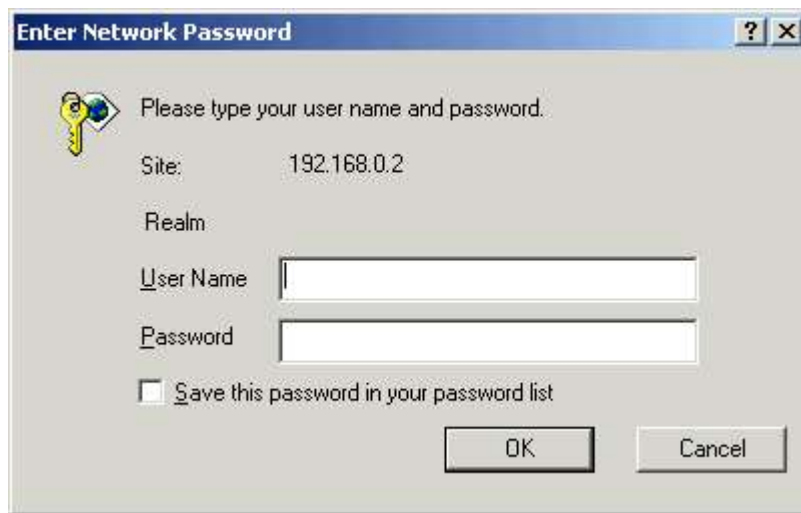 Enter Network Password
Please type your user name and password.
Site: 192.168.0.2
Realm
User Name
Password
Save this password in your password list
OK Cancel